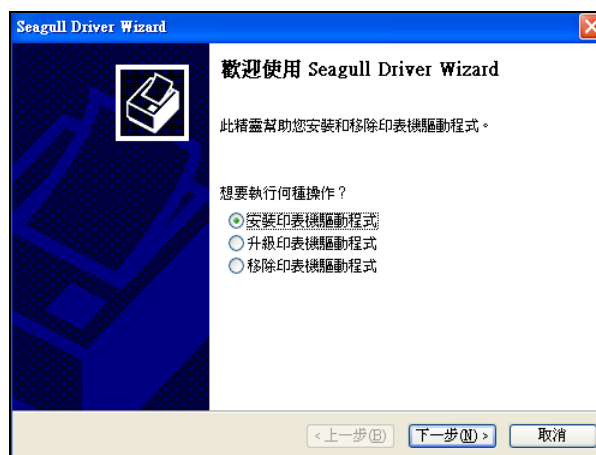 Seagull Driver Wizard
歡迎使用 Seagull Driver Wizard
此精靈幫助您安裝和移除印表機驅動程式。
想要執行何種操作？
安裝印表機驅動程式
升級印表機驅動程式
移除印表機驅動程式
<上一步(B) 下一步(N)> 取消